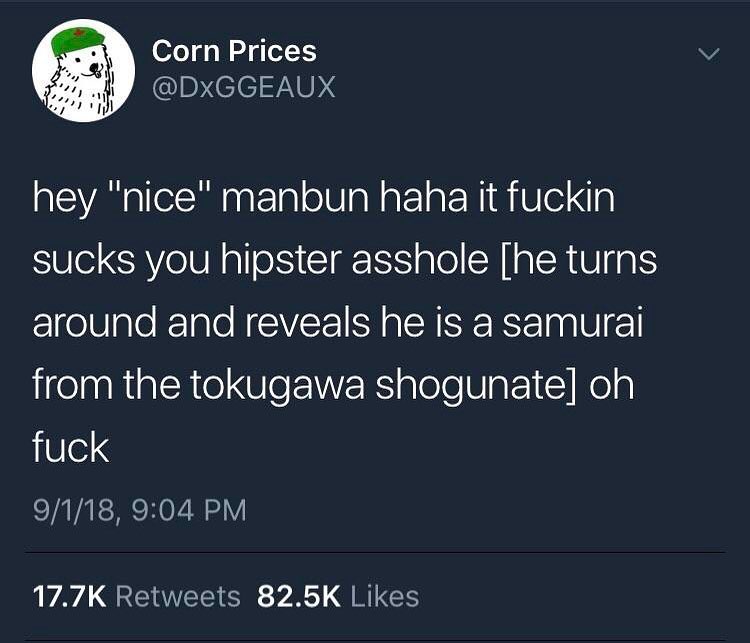 Corn Prices
@DxGGEAUX
hey "nice" manbun haha it fuckin
sucks you hipster asshole [he turns
around and reveals he is a samurai
from the tokugawa shogunate] oh
fuck
9/1/18, 9:04 PM
17.7K Retweets 82.5K Likes